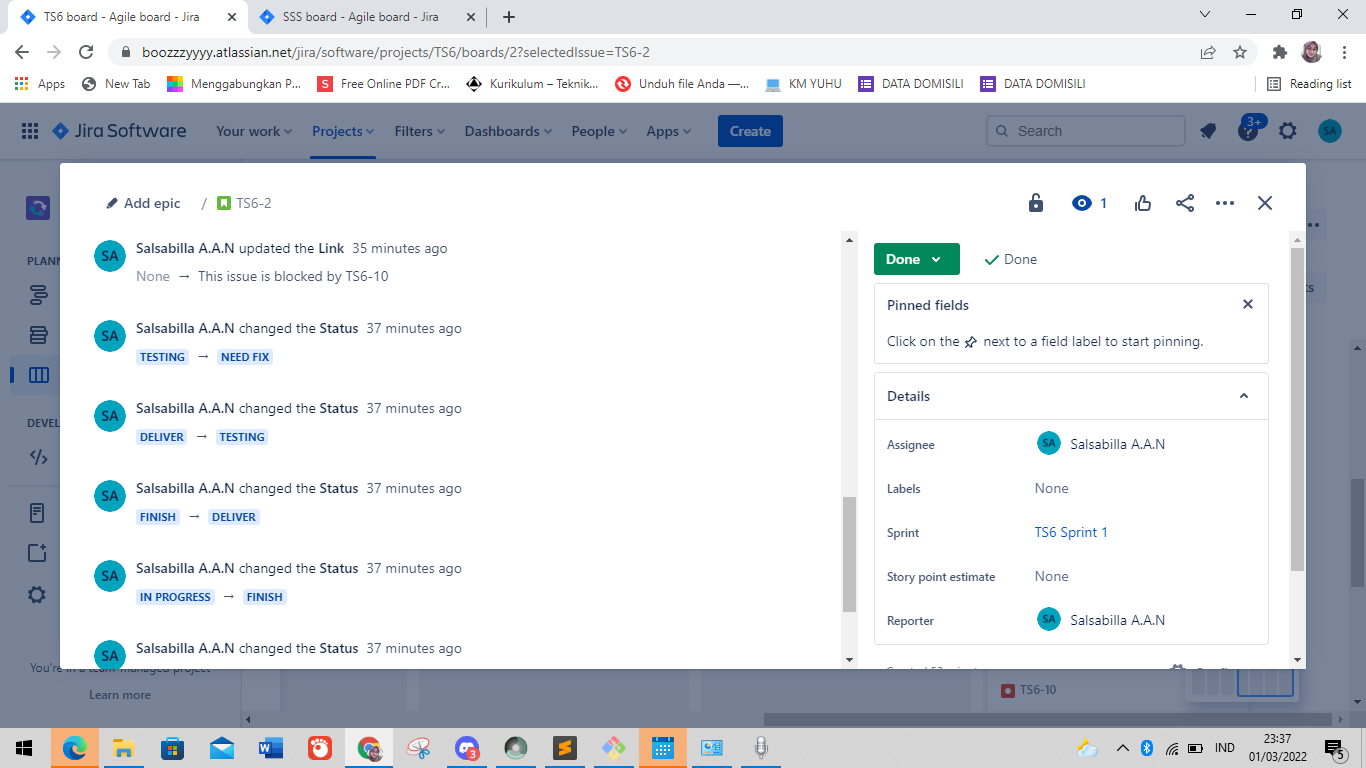 TS6 board - Agile board - Jira
SSS board - Agile board - Jira
boozzzyyyy.atlassian.net/jira/software/projects/TS6/boards/2?selectedIssue=TS6-2
Apps
New Tab
Menggabungkan P...
Free Online PDF Cr...
Kurikulum – Teknik...
Unduh file Anda —...
KM YUHU
DATA DOMISILI
DATA DOMISILI
Reading list
Jira Software
Your work
Projects
Filters
Dashboards
People
Apps
Create
Search
3+
SA
Add epic
/
TS6-2
1
PLANN
DEVEL
SA
Salsabilla A.A.N updated the Link 35 minutes ago
None → This issue is blocked by TS6-10
SA
Salsabilla A.A.N changed the Status 37 minutes ago
TESTING → NEED FIX
SA
Salsabilla A.A.N changed the Status 37 minutes ago
DELIVER → TESTING
SA
Salsabilla A.A.N changed the Status 37 minutes ago
FINISH → DELIVER
SA
Salsabilla A.A.N changed the Status 37 minutes ago
IN PROGRESS → FINISH
SA
Salsabilla A.A.N changed the Status 37 minutes ago
Done
Done
Pinned fields
Click on the next to a field label to start pinning.
Details
Assignee
SA
Salsabilla A.A.N
Labels
None
Sprint
TS6 Sprint 1
Story point estimate
None
Reporter
SA
Salsabilla A.A.N
You're in a team-managed project
Learn more
TS6-10
3
IND
23:37
01/03/2022
5